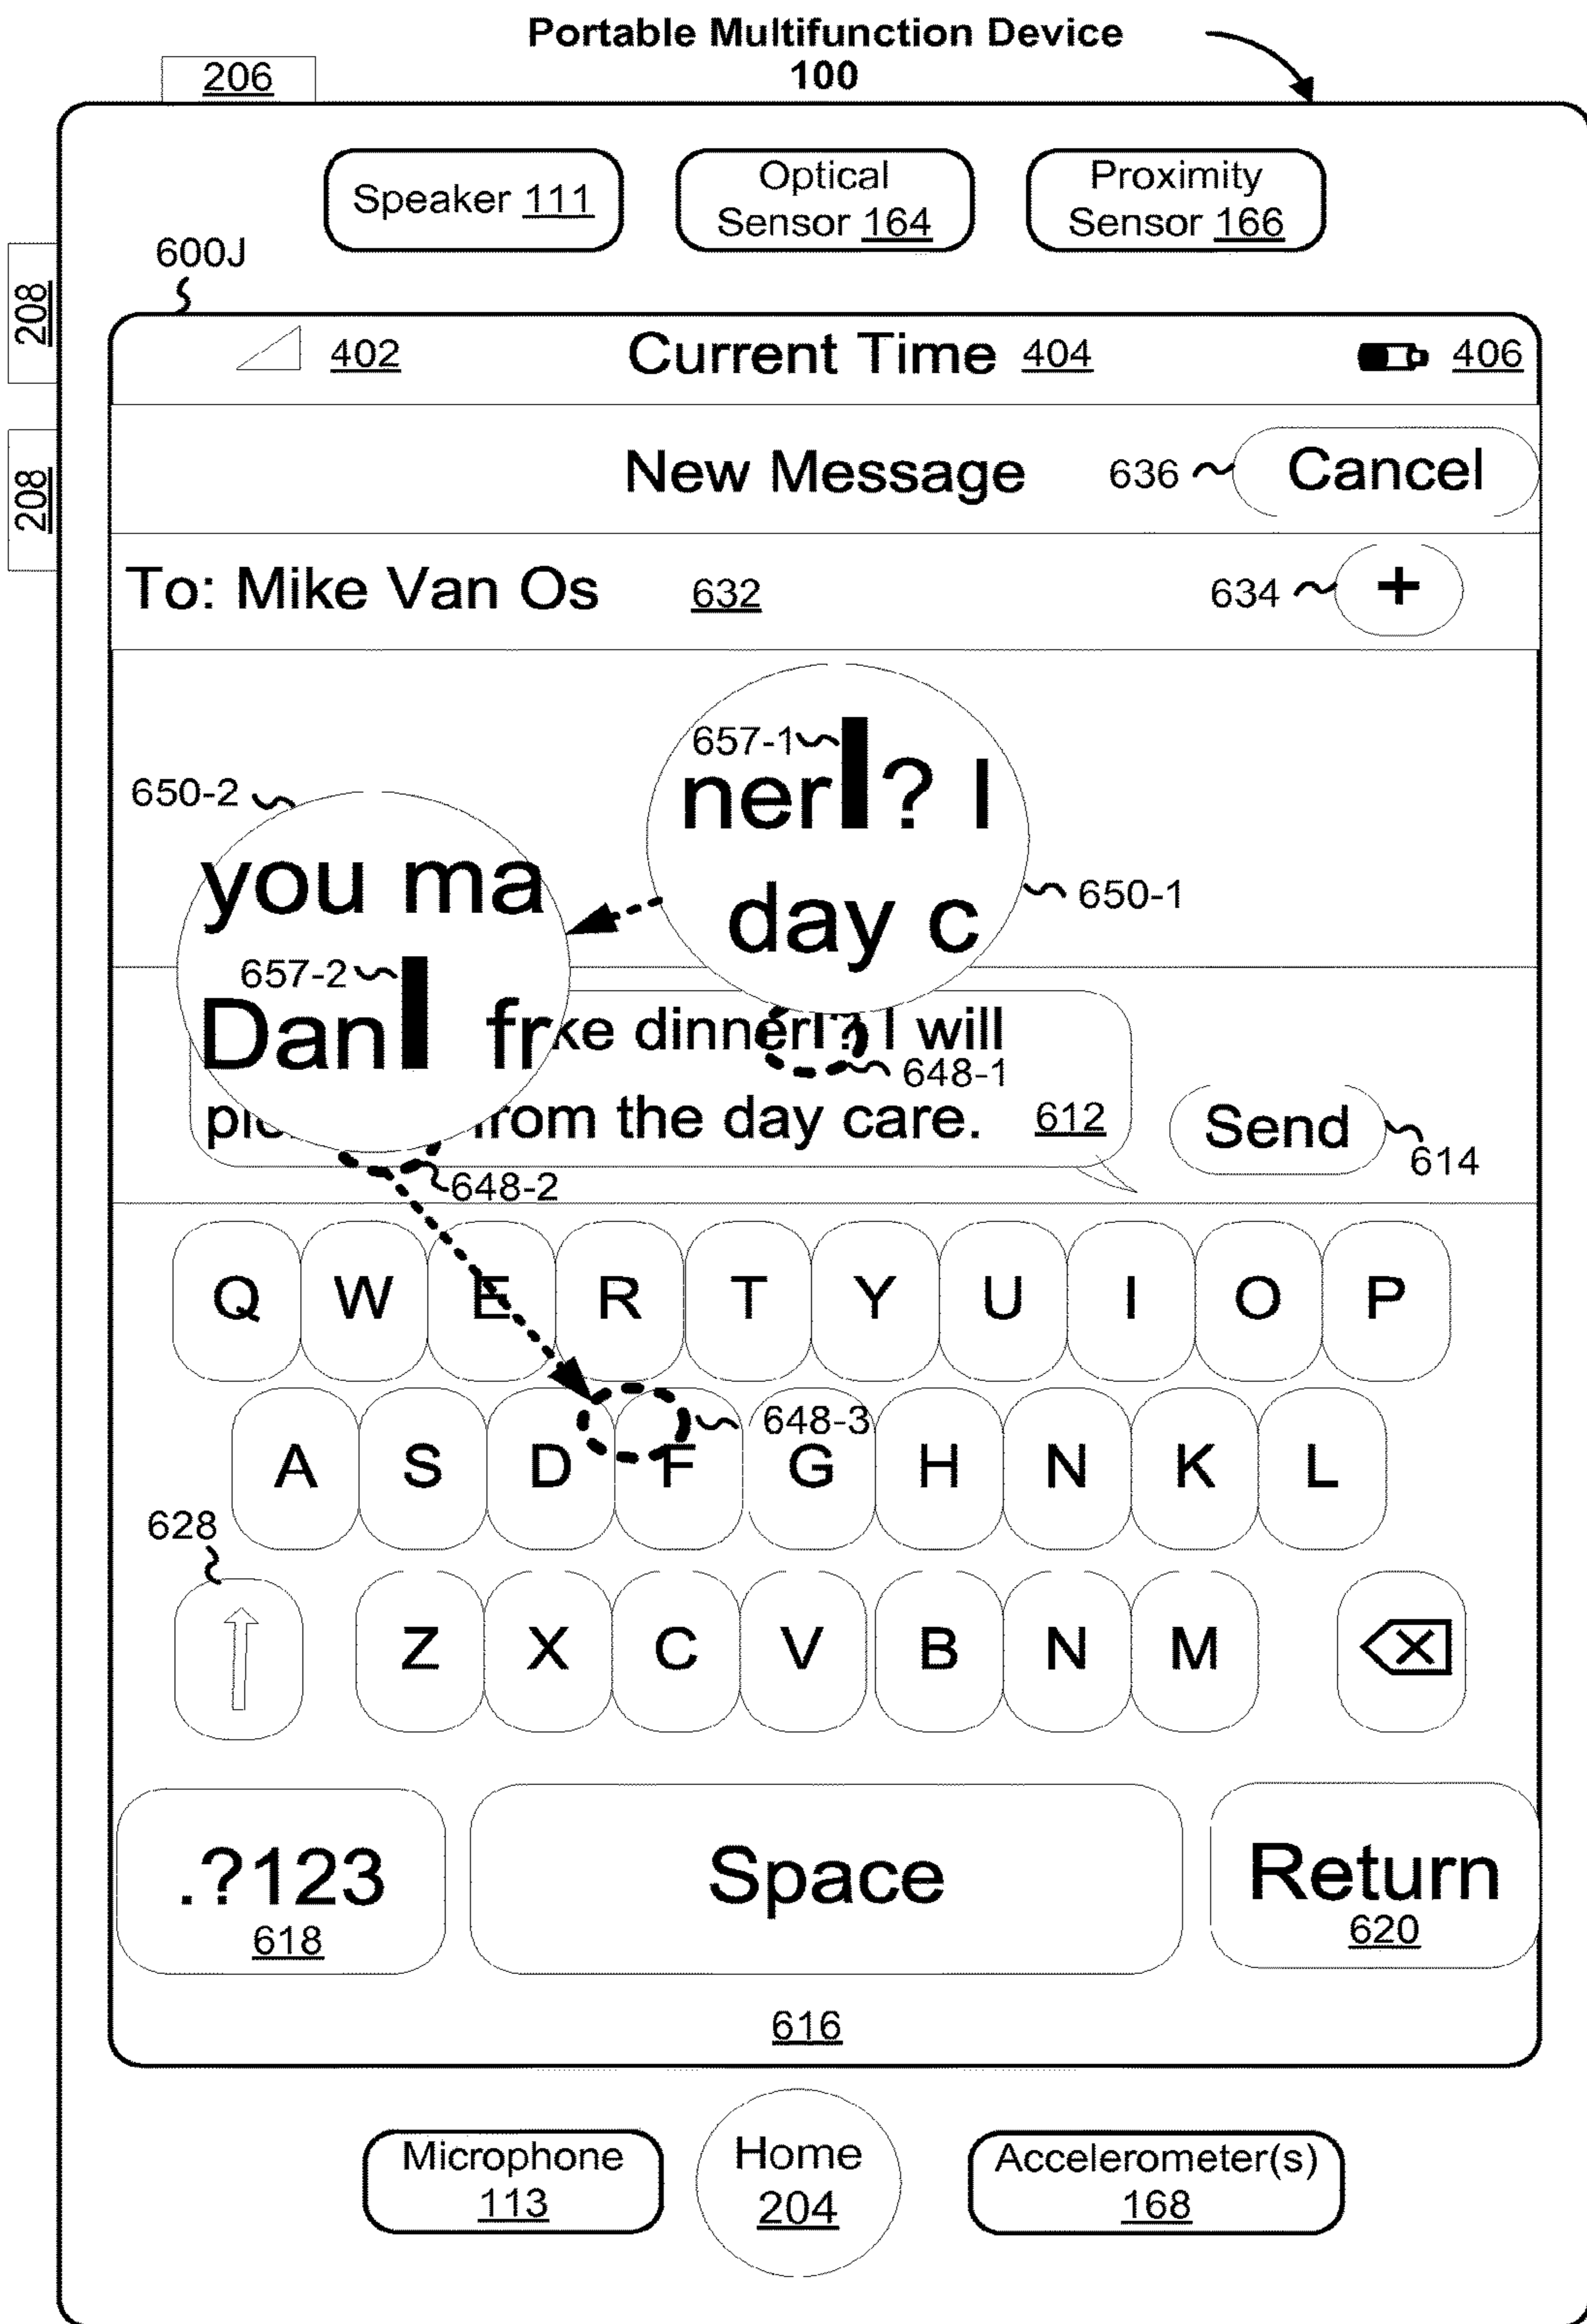 Portable Multifunction Device
100
206
Speaker 111
Optical
Sensor 164
Proximity
Sensor 166
600J
208
208
402 Current Time 404 406
New Message 636 Cancel
To: Mike Van Os 632 634 +
657-1
ner ? I
day c
650-1
650-2
you ma
657-2
Dan fr
ke dinner ? I will
648-1
from the day care. 612
Send
614
648-2
Q W E R T Y U I O P
648-3
A S D F G H N K L
628
Z X C V B N M
.?123
618
Space
Return
620
616
Microphone
113
Home
204
Accelerometer(s)
168